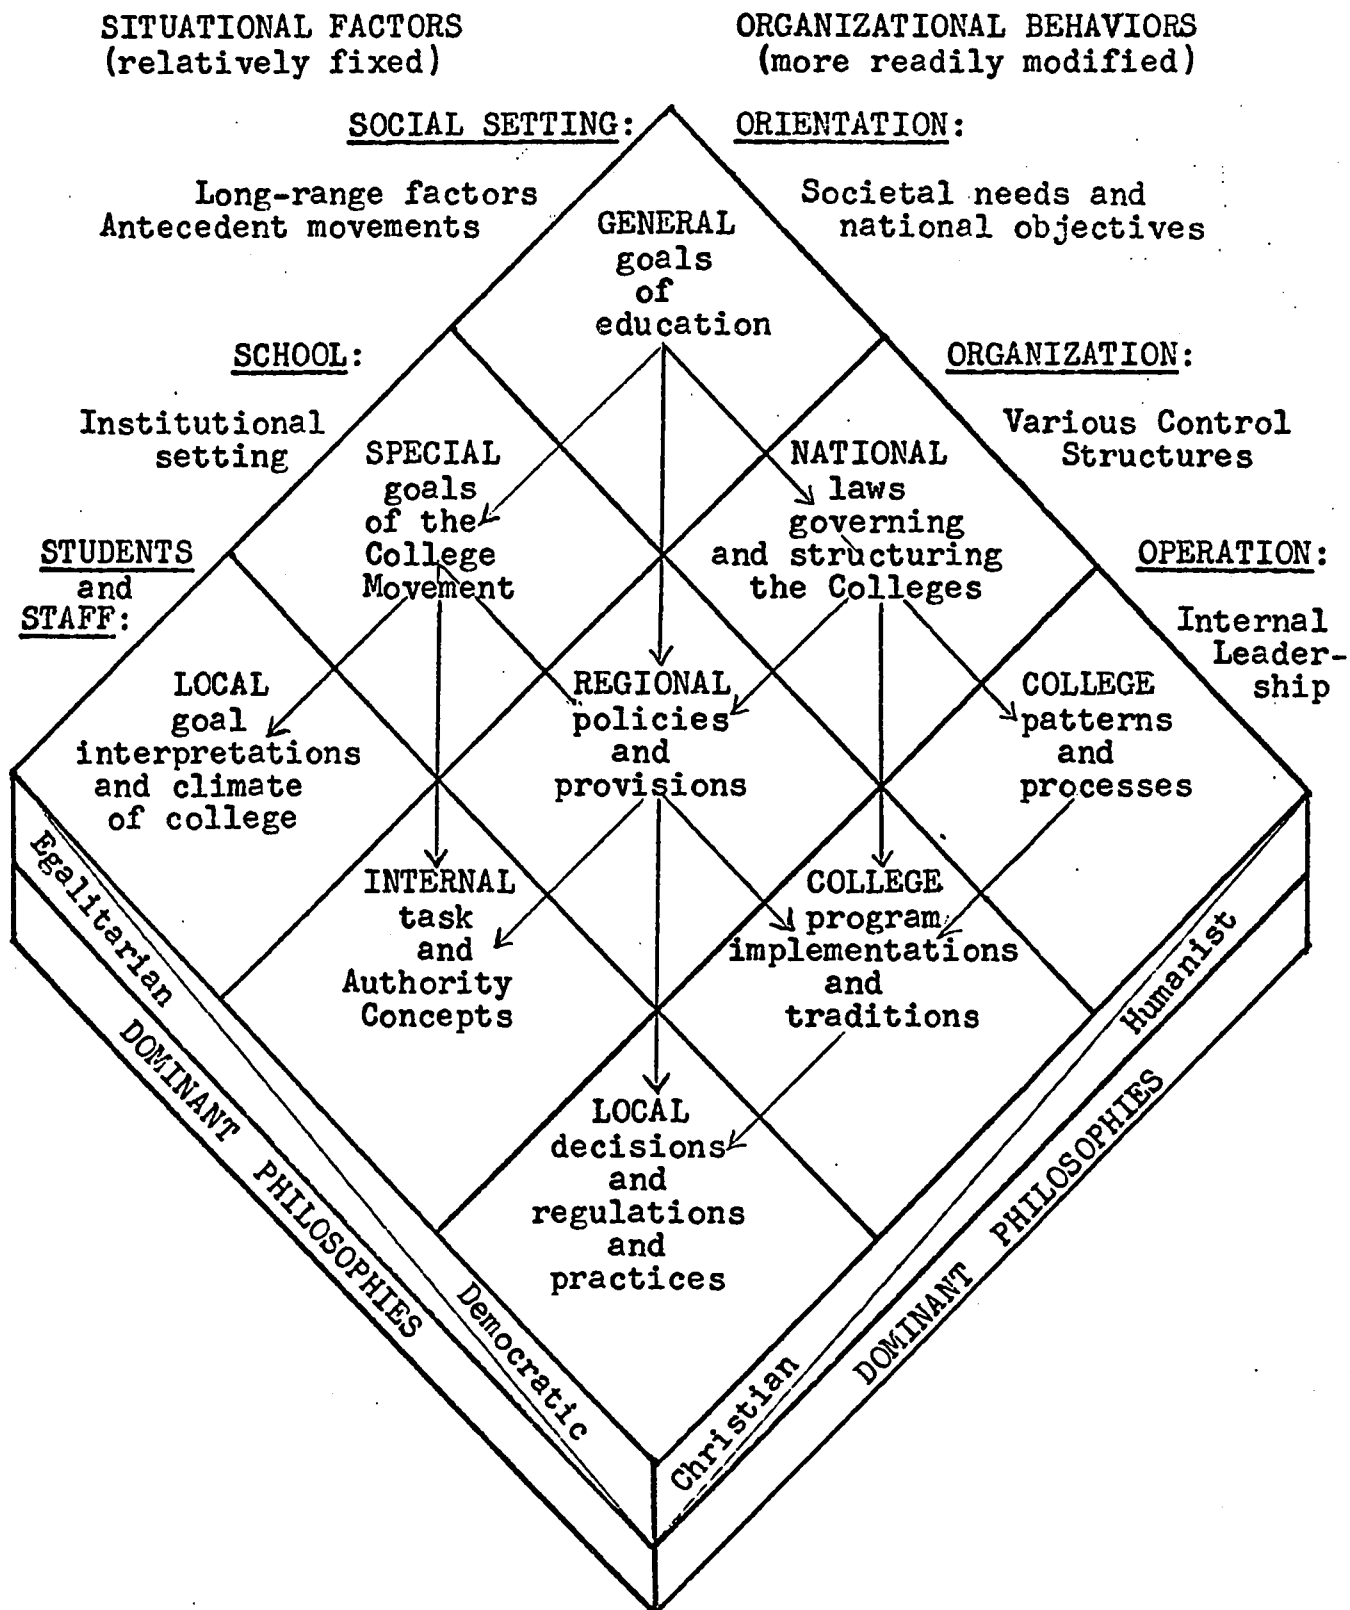 SITUATIONAL FACTORS
(relatively fixed)
ORGANIZATIONAL BEHAVIORS
(more readily modified)
SOCIAL SETTING:
Long-range factors
Antecedent movements
ORIENTATION:
Societal needs and
national objectives
GENERAL
goals
of
education
SCHOOL:
Institutional
setting
ORGANIZATION:
Various Control
Structures
SPECIAL
goals
of the
College
Movement
NATIONAL
laws
governing
and structuring
the Colleges
STUDENTS
and
STAFF:
OPERATION:
Internal
Leader-
ship
LOCAL
goal
interpretations
and climate
of college
REGIONAL
policies
and
provisions
COLLEGE
patterns
and
processes
INTERNAL
task
and
Authority
Concepts
COLLEGE
program
implementations
and
traditions
LOCAL
decisions
and
regulations
and
practices
Egalitarian
Democratic
DOMINANT PHILOSOPHIES
Christian
Humanist
DOMINANT PHILOSOPHIES